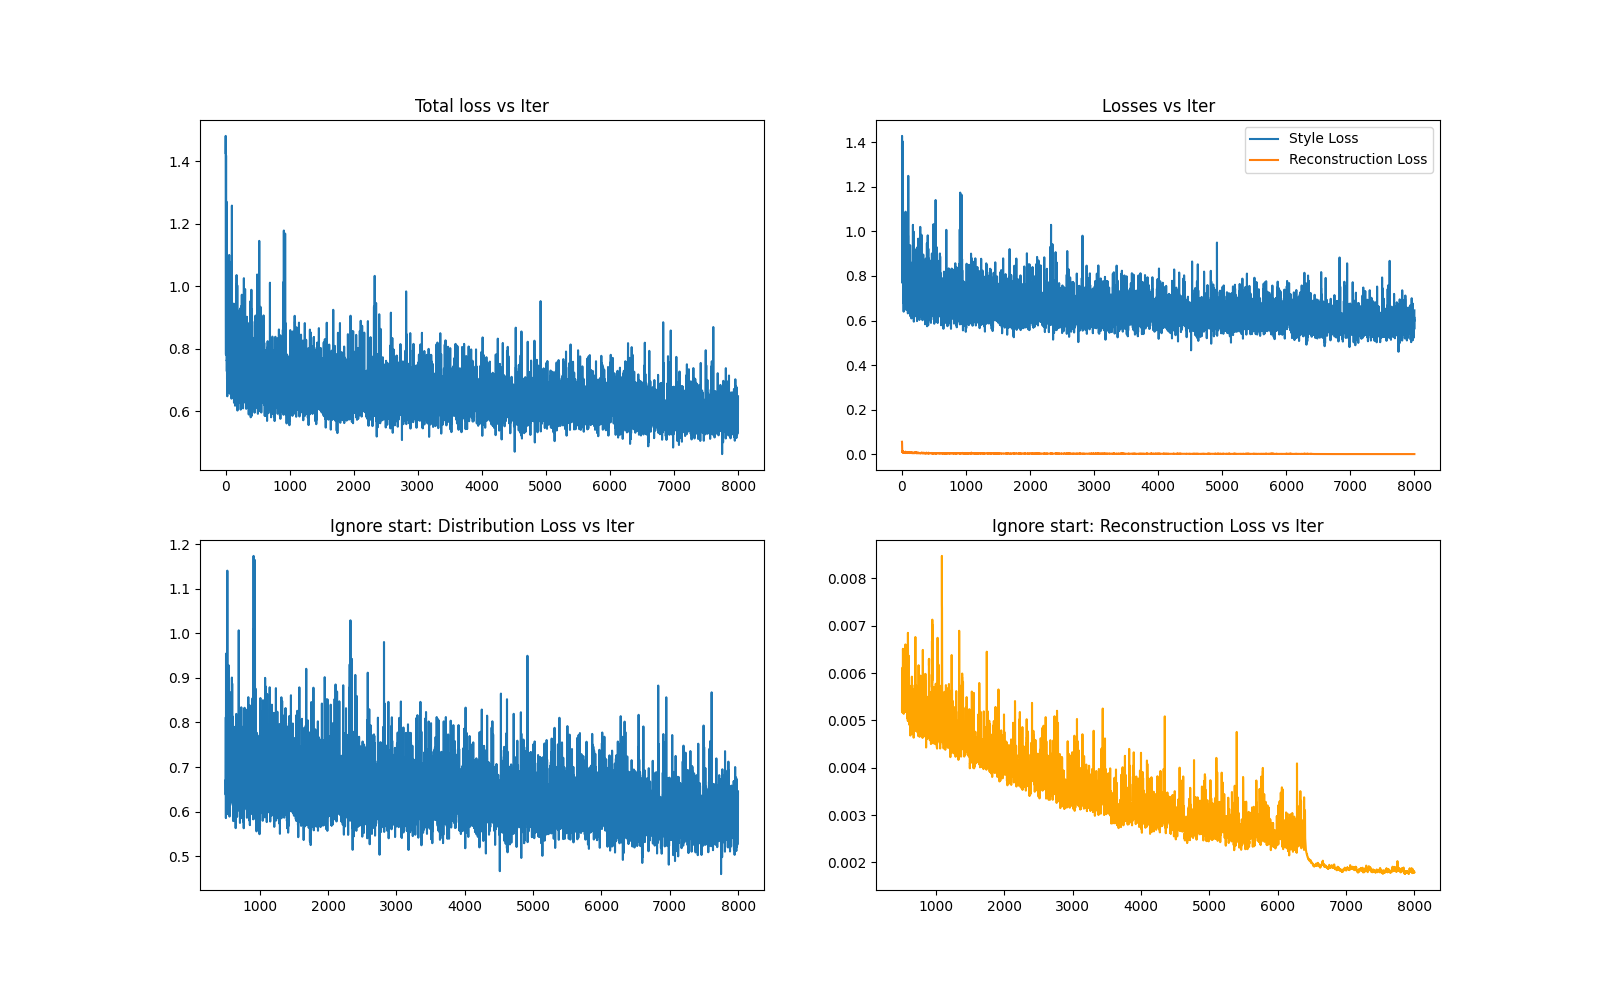 Total loss vs Iter
1.4
1.2
1.0
0.8
0.6
0 1000 2000 3000 4000 5000 6000 7000 8000
Losses vs Iter
Style Loss
Reconstruction Loss
1.4
1.2
1.0
0.8
0.6
0.4
0.2
0.0
0 1000 2000 3000 4000 5000 6000 7000 8000
Ignore start: Distribution Loss vs Iter
1.2
1.1
1.0
0.9
0.8
0.7
0.6
0.5
1000 2000 3000 4000 5000 6000 7000 8000
Ignore start: Reconstruction Loss vs Iter
0.008
0.007
0.006
0.005
0.004
0.003
0.002
1000 2000 3000 4000 5000 6000 7000 8000